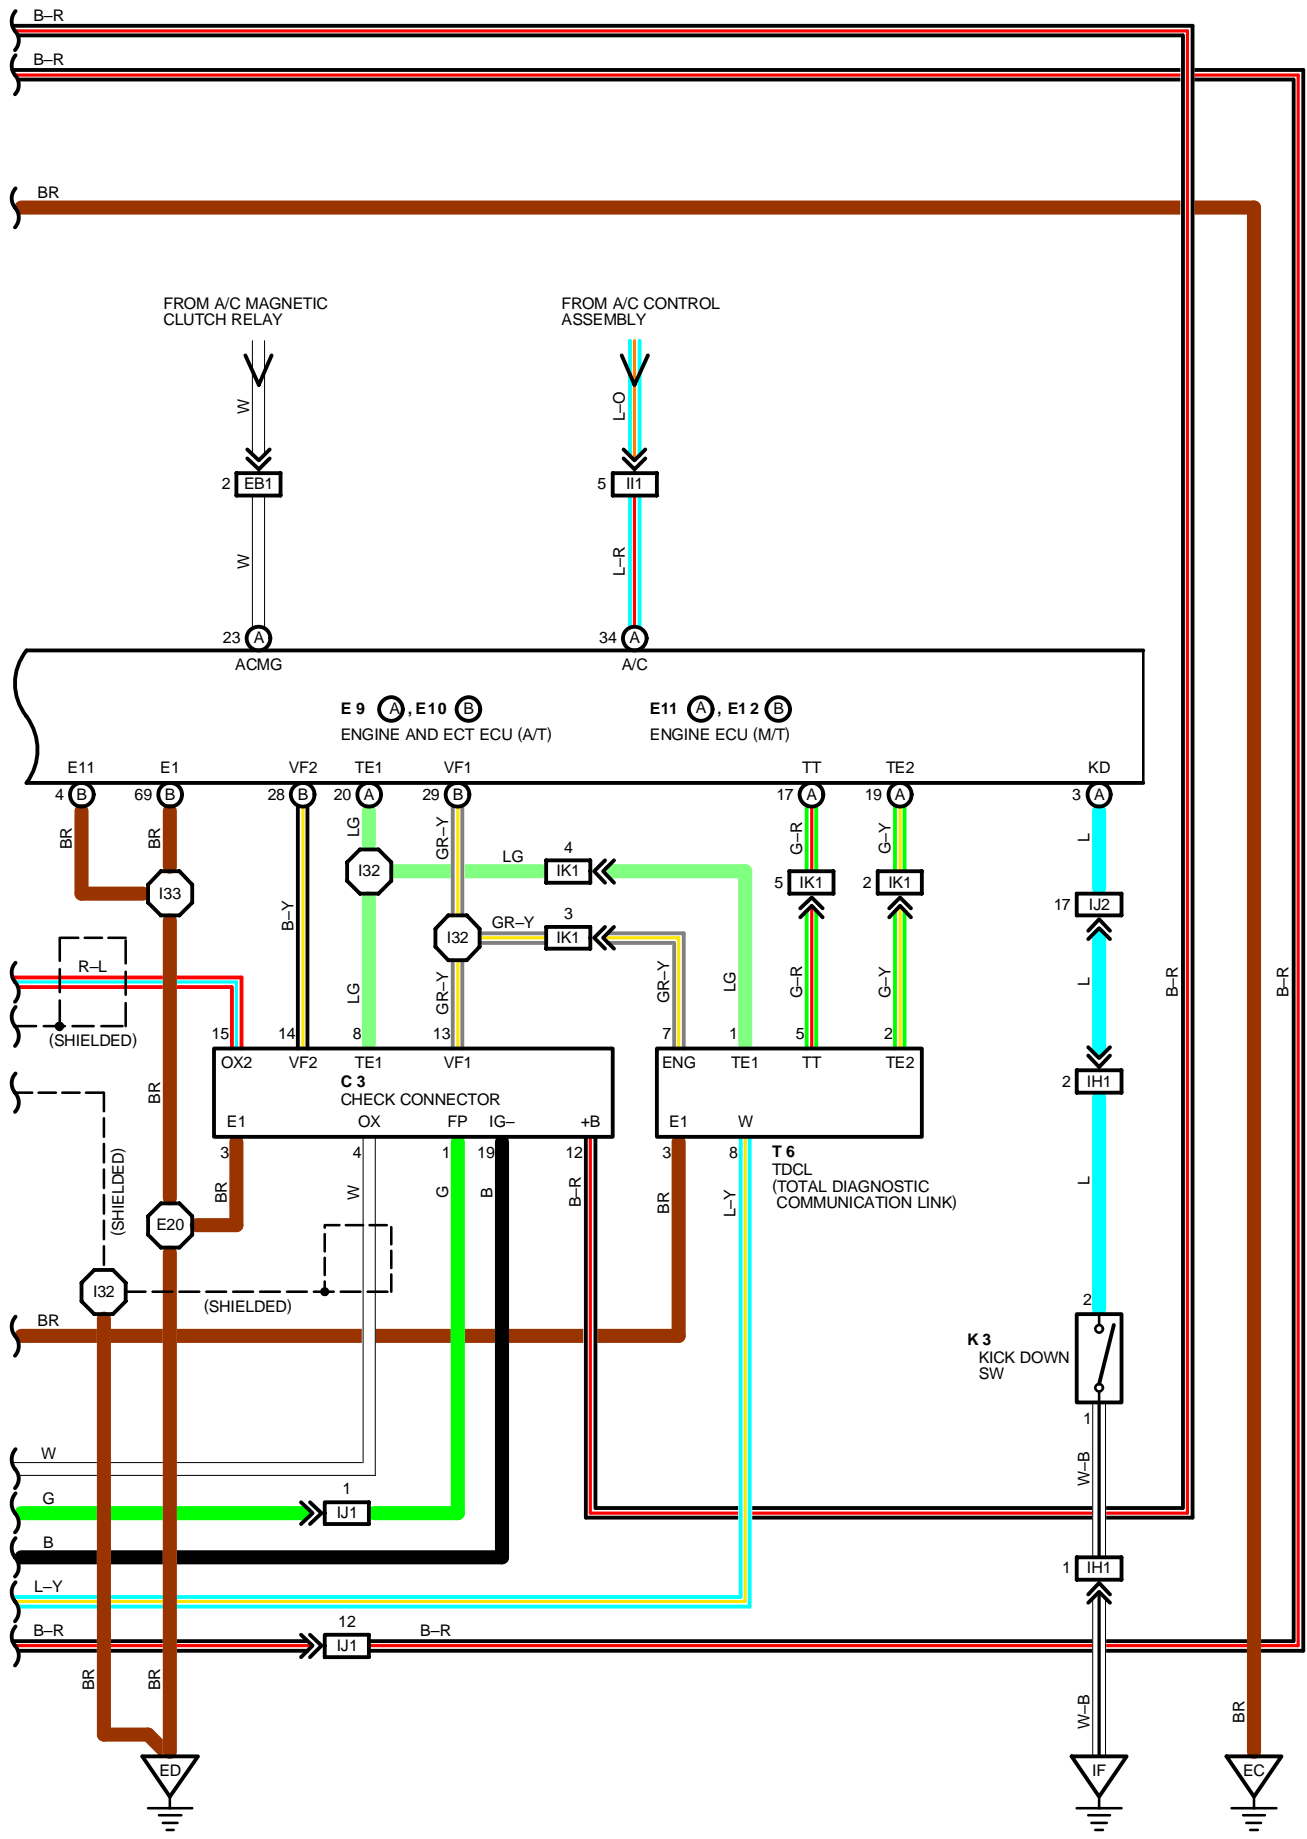 B–R
B–R
BR
FROM A/C MAGNETIC
CLUTCH RELAY
FROM A/C CONTROL
ASSEMBLY
W
L–O
2 EB1
5 II1
W
L–R
23 A
34 A
ACMG
A/C
E 9 A , E10 B
E11 A , E12 B
ENGINE AND ECT ECU (A/T)
ENGINE ECU (M/T)
E11 E1 VF2 TE1 VF1 TT TE2 KD
4 B 69 B 28 B 20 A 29 B 17 A 19 A 3 A
BR BR LG GR–Y G–R G–Y L
4
LG
I32 IK1
5 IK1 2 IK1
I33
17 IJ2
B–Y
3
GR–Y
I32 IK1
R–L
LG GR–Y GR–Y LG G–R G–Y L B–R B–R
(SHIELDED)
15 14 8 13 7 1 5 2
OX2 VF2 TE1 VF1 ENG TE1 TT TE2
C 3
CHECK CONNECTOR
2 IH1
BR
E1 OX FP IG– +B E1 W
3 4 1 19 12 3 8
T 6
TDCL
(TOTAL DIAGNOSTIC
COMMUNICATION LINK)
(SHIELDED)
BR W G B B–R BR L–Y L
E20
I32
(SHIELDED)
2
BR
K 3
KICK DOWN
SW
1
W
W–B
1
G
IJ1
B
1 IH1
L–Y
12
B–R IJ1 B–R
BR BR W–B BR
ED IF EC